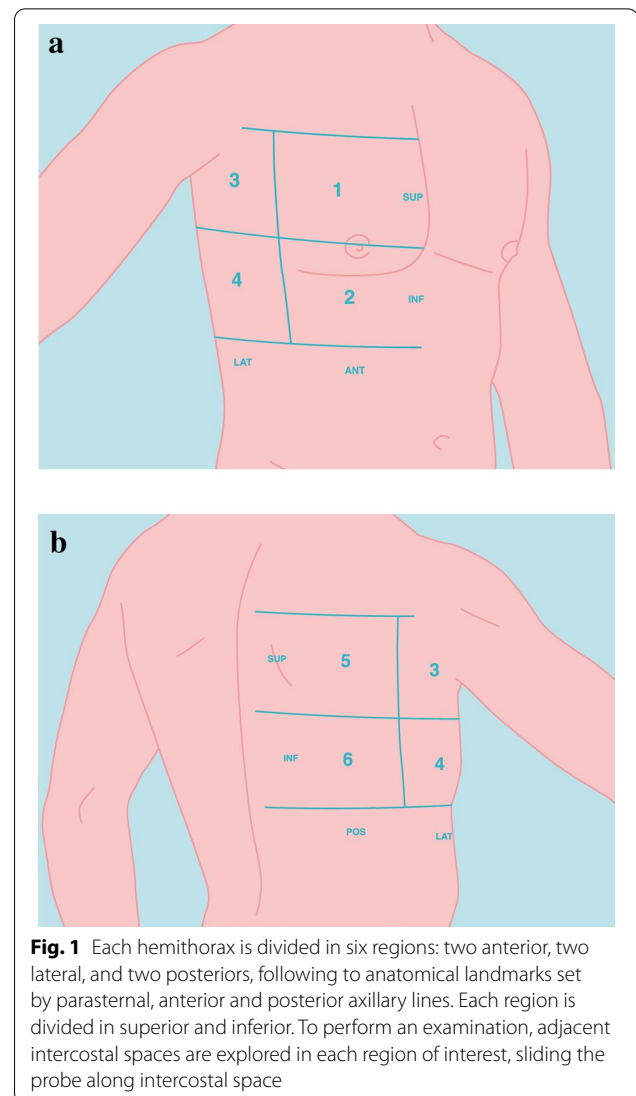 a
3
1
SUP
4
2
INF
LAT
ANT
b
SUP
5
3
INF
6
4
POS
LAT
Fig. 1 Each hemithorax is divided in six regions: two anterior, two
lateral, and two posteriors, following to anatomical landmarks set
by parasternal, anterior and posterior axillary lines. Each region is
divided in superior and inferior. To perform an examination, adjacent
intercostal spaces are explored in each region of interest, sliding the
probe along intercostal space